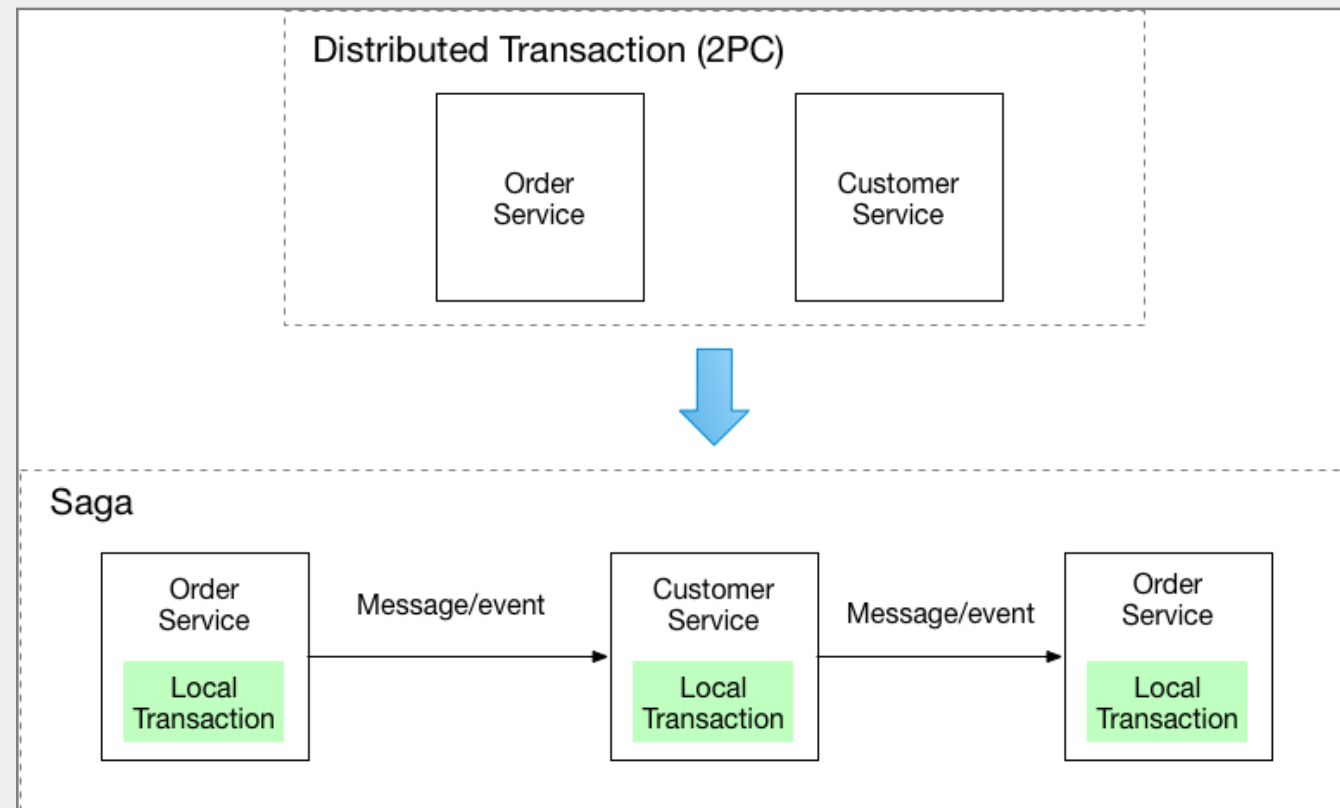 Distributed Transaction (2PC)
Order
Service
Customer
Service
Saga
Order
Service
Message/event
Customer
Service
Message/event
Order
Service
Local
Transaction
Local
Transaction
Local
Transaction